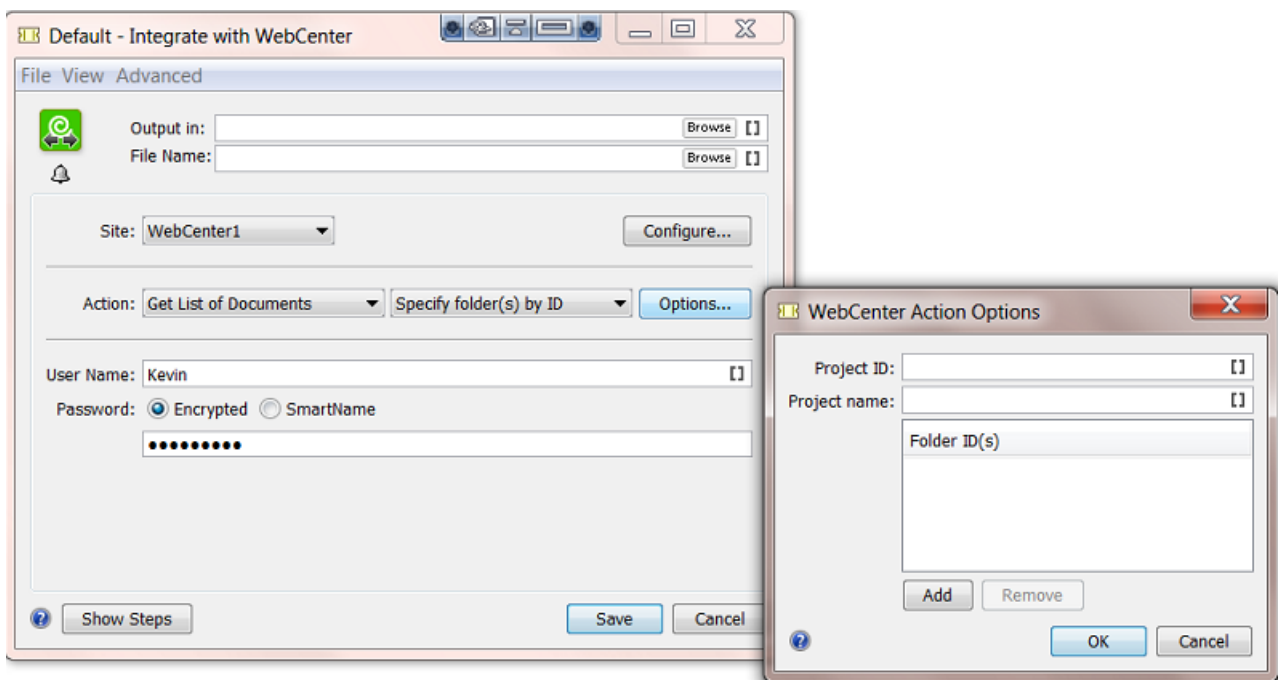 Default - Integrate with WebCenter
File View Advanced
Output in: Browse []
File Name: Browse []
Site: WebCenter1 Configure...
Action: Get List of Documents Specify folder(s) by ID Options...
User Name: Kevin []
Password: Encrypted SmartName
●●●●●●●●●
Show Steps Save Cancel
WebCenter Action Options
Project ID: []
Project name: []
Folder ID(s)
Add Remove
OK Cancel